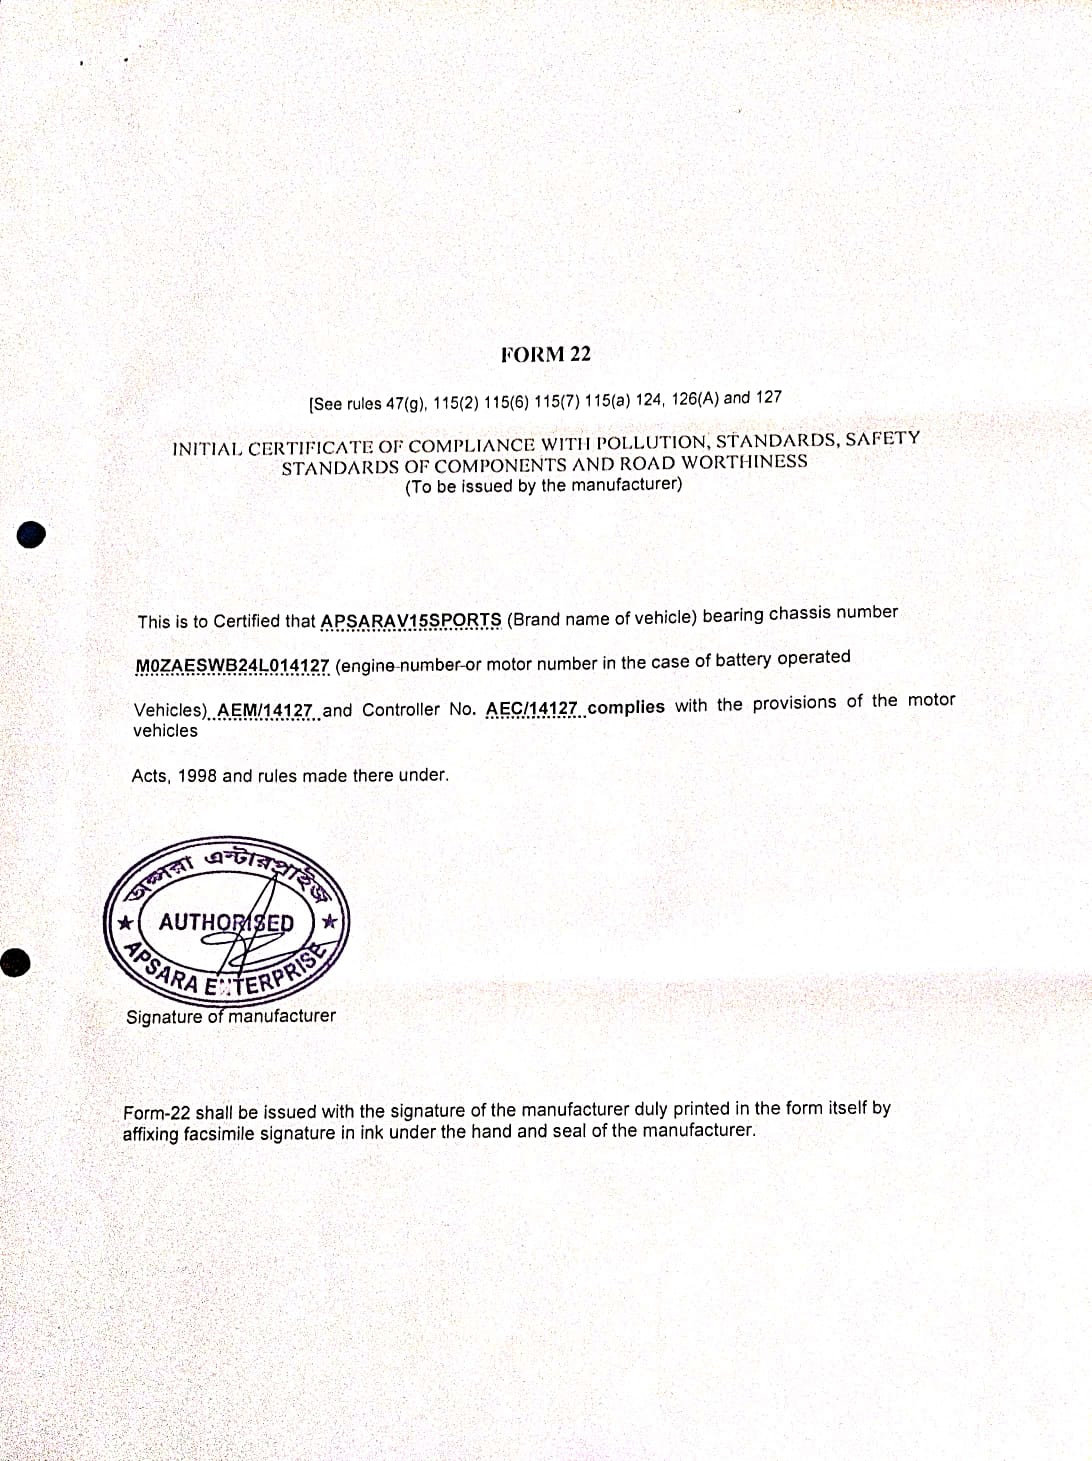 FORM 22
[See rules 47(g), 115(2) 115(6) 115(7) 115(a) 124, 126(A) and 127
INITIAL CERTIFICATE OF COMPLIANCE WITH POLLUTION, STANDARDS, SAFETY
STANDARDS OF COMPONENTS AND ROAD WORTHINESS
(To be issued by the manufacturer)
This is to Certified that APSARAV15SPORTS (Brand name of vehicle) bearing chassis number
M0ZAESWB24L014127 (engine number or motor number in the case of battery operated
Vehicles) AEM/14127 and Controller No. AEC/14127 complies with the provisions of the motor
vehicles
Acts, 1998 and rules made there under.
অপ্সরা এন্টারপ্রাইজ
★ AUTHORISED ★
APSARA ENTERPRISE
Signature of manufacturer
Form-22 shall be issued with the signature of the manufacturer duly printed in the form itself by
affixing facsimile signature in ink under the hand and seal of the manufacturer.